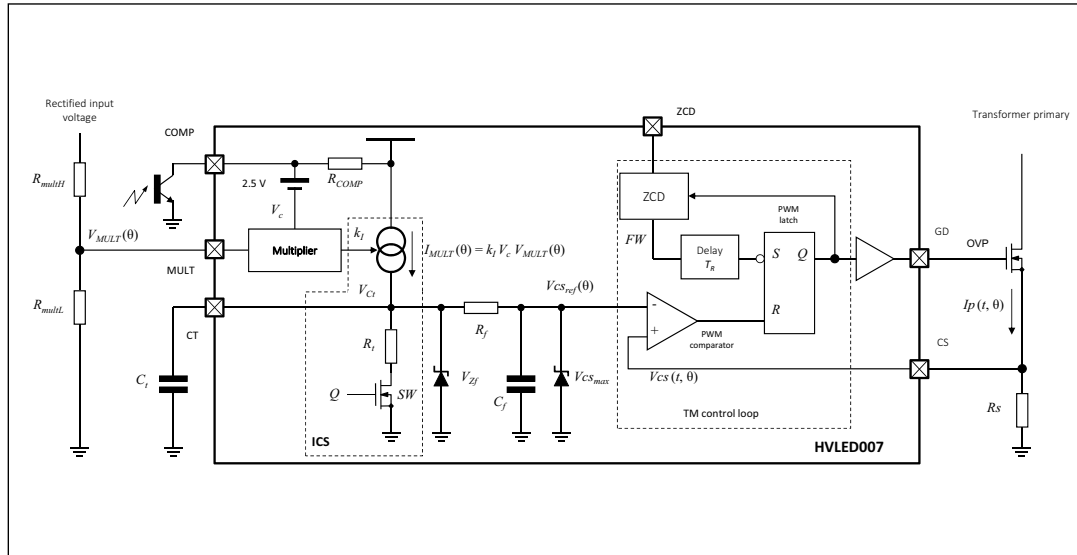 Rectified input
voltage
COMP
ZCD
Transformer primary
R_multH
2.5 V
R_COMP
ZCD
PWM
latch
V_c
V_MULT(θ)
Multiplier
k_I
I_MULT(θ) = k_I V_c V_MULT(θ)
FW
Delay
T_R
S
Q
GD
OVP
MULT
V_Ct
Vcs_ref(θ)
-
R
Ip(t, θ)
R_multL
CT
R_f
+
PWM
comparator
CS
R_t
C_t
Q
SW
V_Zf
C_f
Vcs_max
Vcs(t, θ)
Rs
TM control loop
ICS
HVLED007